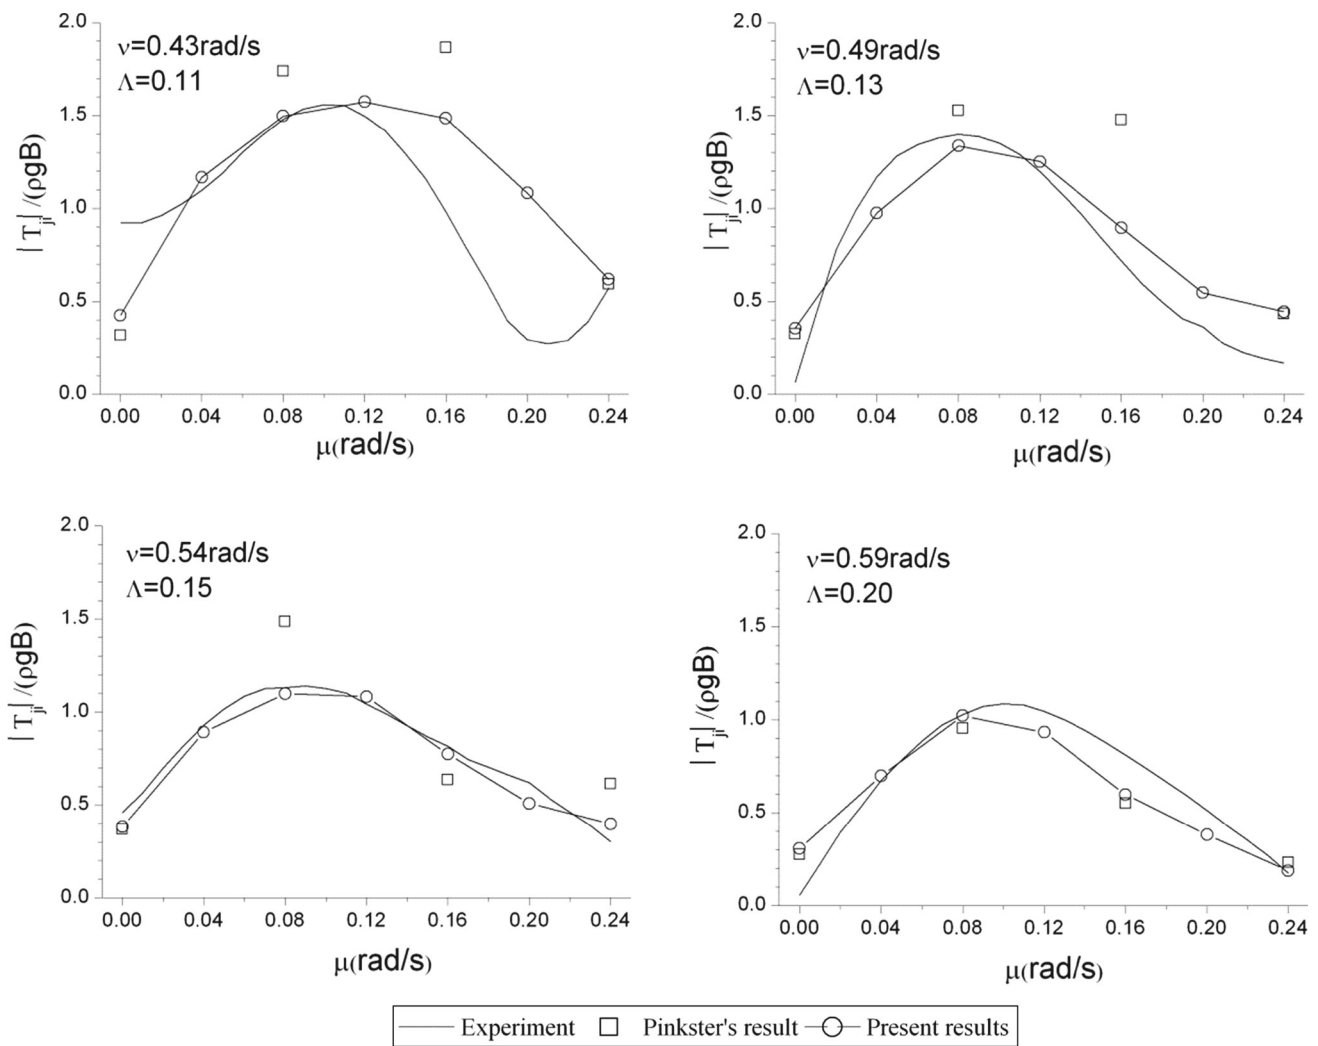 ν=0.43rad/s
Λ=0.11
2.0
1.5
1.0
0.5
0.0
|Tji|/(ρgB)
0.00 0.04 0.08 0.12 0.16 0.20 0.24
μ(rad/s)
ν=0.49rad/s
Λ=0.13
2.0
1.5
1.0
0.5
0.0
|Tji|/(ρgB)
0.00 0.04 0.08 0.12 0.16 0.20 0.24
μ(rad/s)
ν=0.54rad/s
Λ=0.15
2.0
1.5
1.0
0.5
0.0
|Tji|/(ρgB)
0.00 0.04 0.08 0.12 0.16 0.20 0.24
μ(rad/s)
ν=0.59rad/s
Λ=0.20
2.0
1.5
1.0
0.5
0.0
|Tji|/(ρgB)
0.00 0.04 0.08 0.12 0.16 0.20 0.24
μ(rad/s)
Experiment Pinkster's result Present results